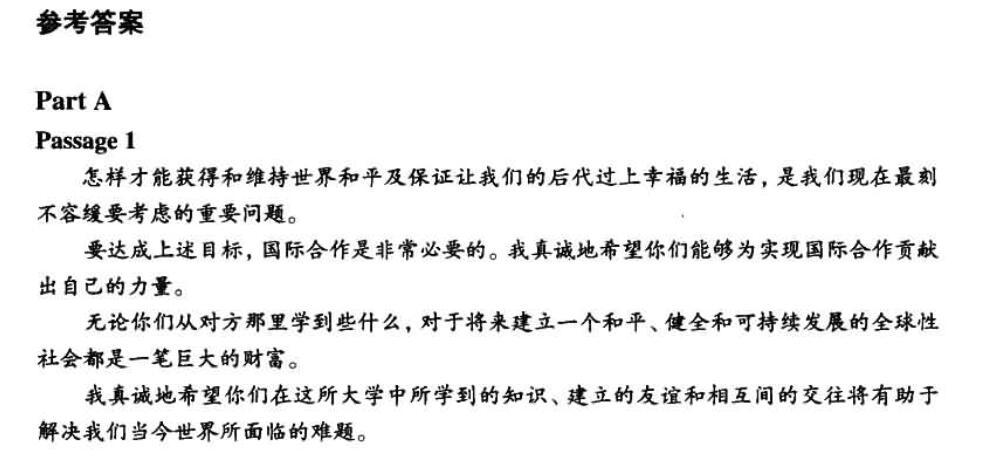 参考答案
Part A
Passage 1
怎样才能获得和维持世界和平及保证让我们的后代过上幸福的生活，是我们现在最刻
不容缓要考虑的重要问题。
要达成上述目标，国际合作是非常必要的。我真诚地希望你们能够为实现国际合作贡献
出自己的力量。
无论你们从对方那里学到些什么，对于将来建立一个和平、健全和可持续发展的全球性
社会都是一笔巨大的财富。
我真诚地希望你们在这所大学中所学到的知识、建立的友谊和相互间的交往将有助于
解决我们当今世界所面临的难题。